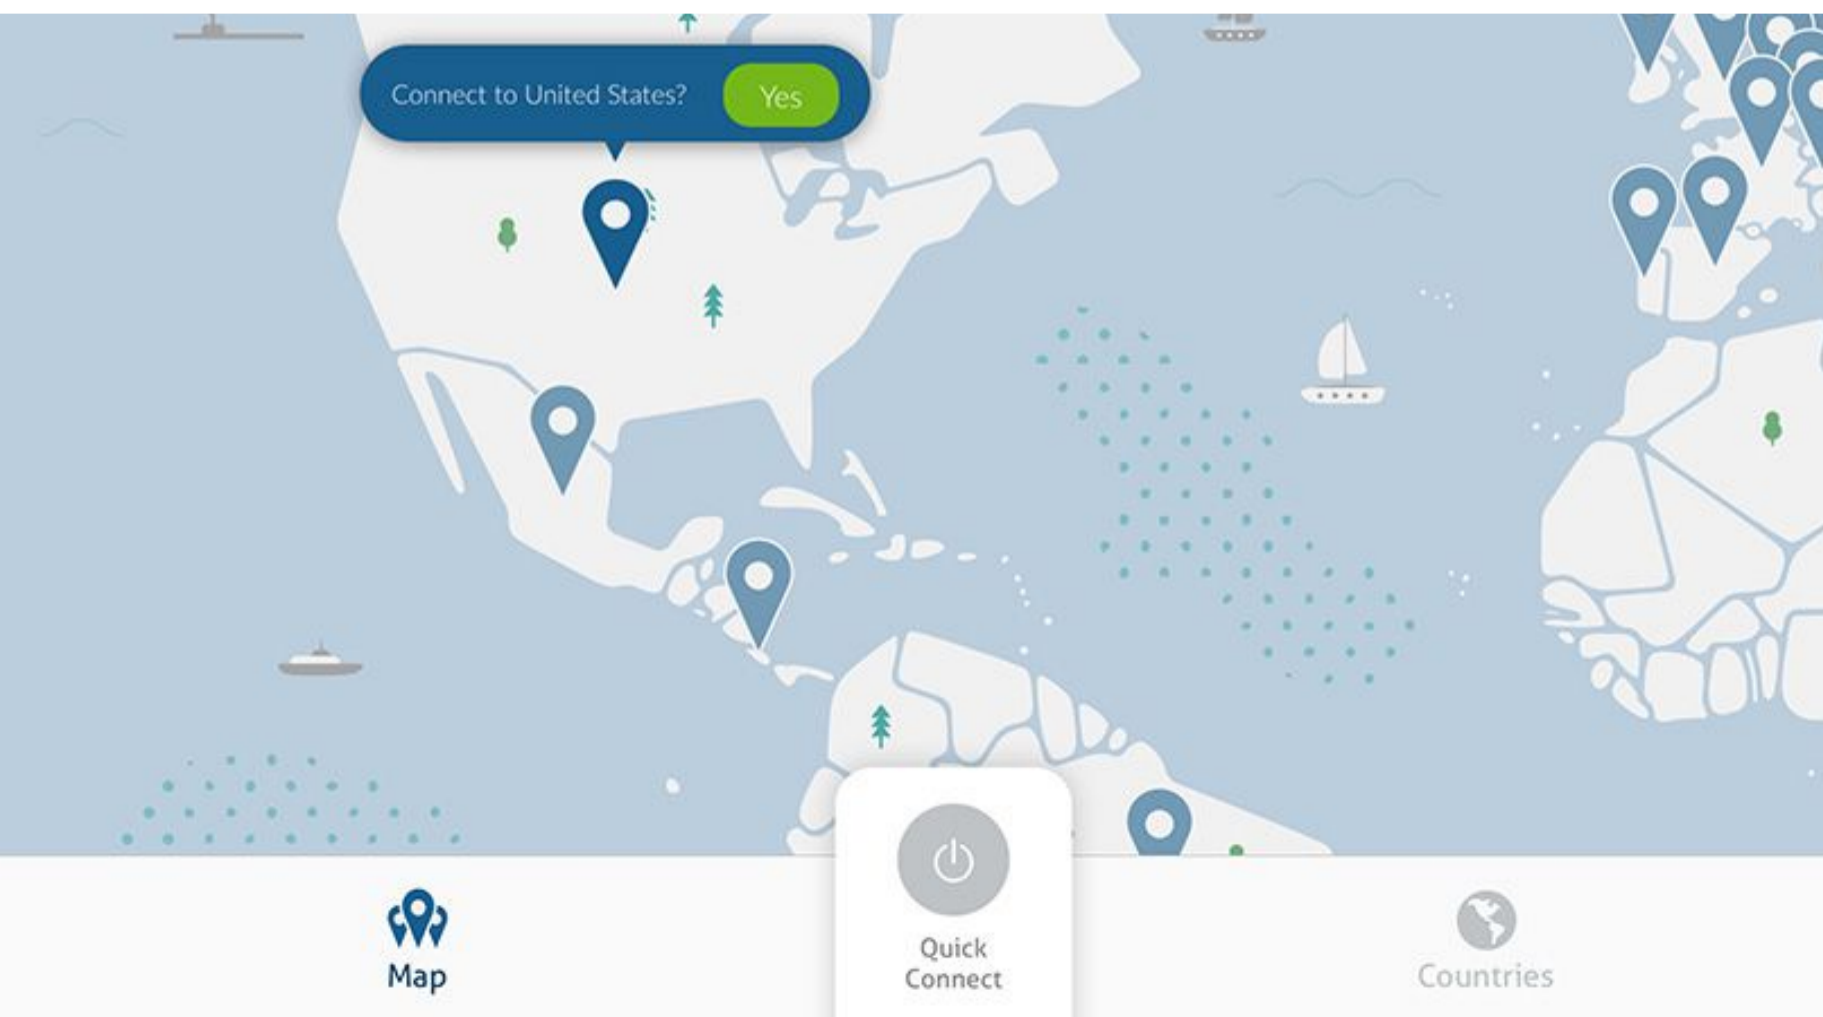 Connect to United States?
Yes
Map
Quick
Connect
Countries